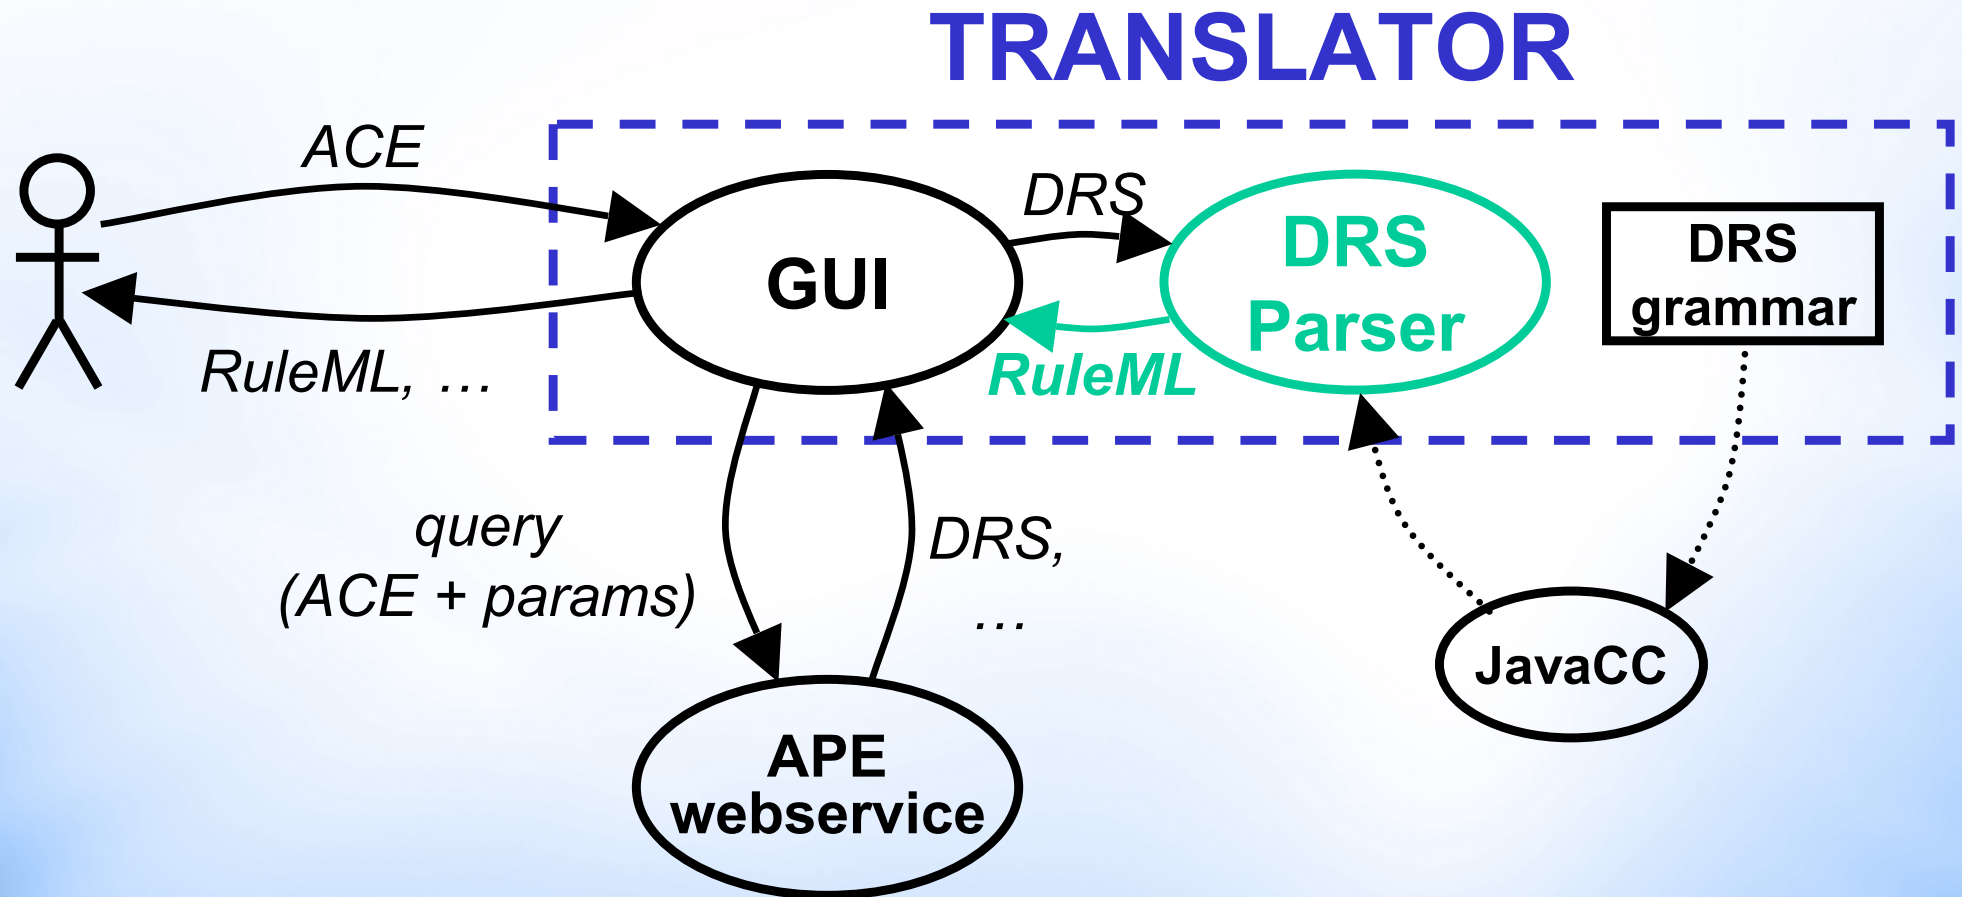 TRANSLATOR
ACE
DRS
GUI
DRS
Parser
DRS
grammar
RuleML, …
RuleML
query
(ACE + params)
DRS,
…
JavaCC
APE
webservice